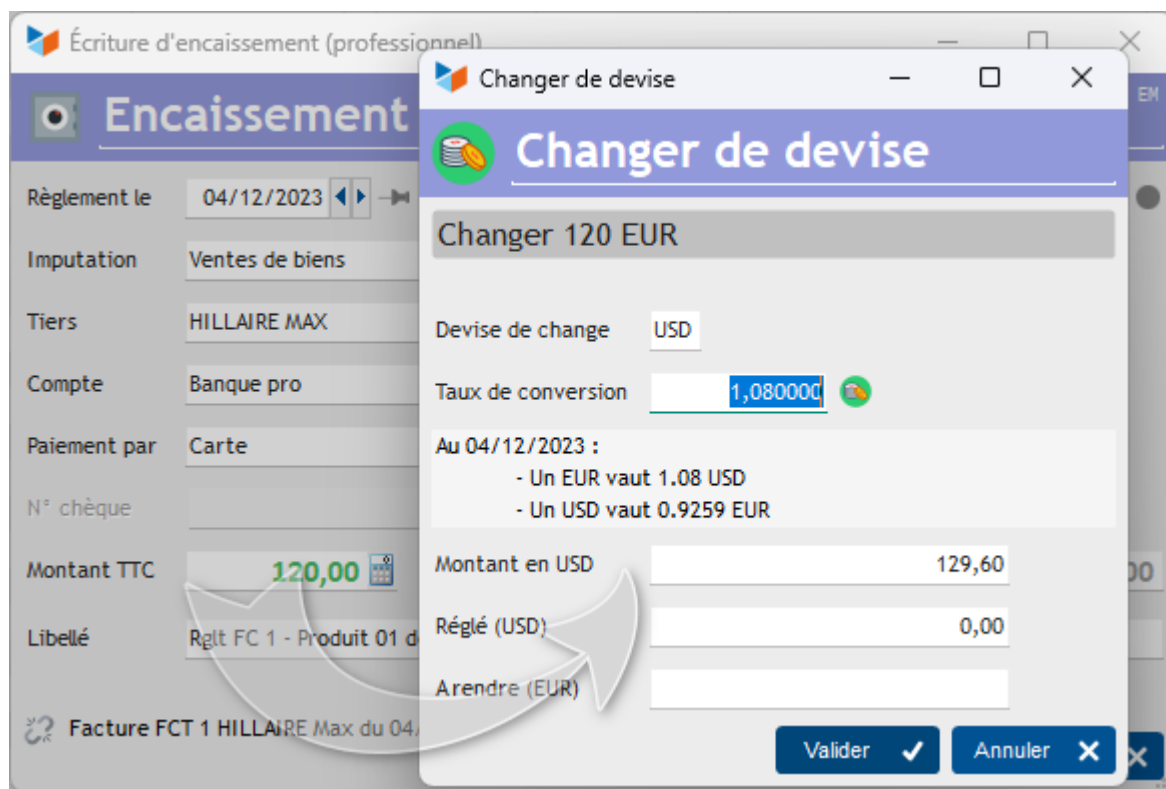 Écriture d'encaissement (professionnel)
Encaissement
EM
Règlement le 04/12/2023
Imputation Ventes de biens
Tiers HILLAIRE MAX
Compte Banque pro
Paiement par Carte
N° chèque
Montant TTC 120,00
00
Libellé Rglt FC 1 - Produit 01 d
Facture FCT 1 HILLAIRE Max du 04/
Changer de devise
Changer de devise
Changer 120 EUR
Devise de change USD
Taux de conversion 1,080000
Au 04/12/2023 :
- Un EUR vaut 1.08 USD
- Un USD vaut 0.9259 EUR
Montant en USD 129,60
Réglé (USD) 0,00
A rendre (EUR)
Valider Annuler